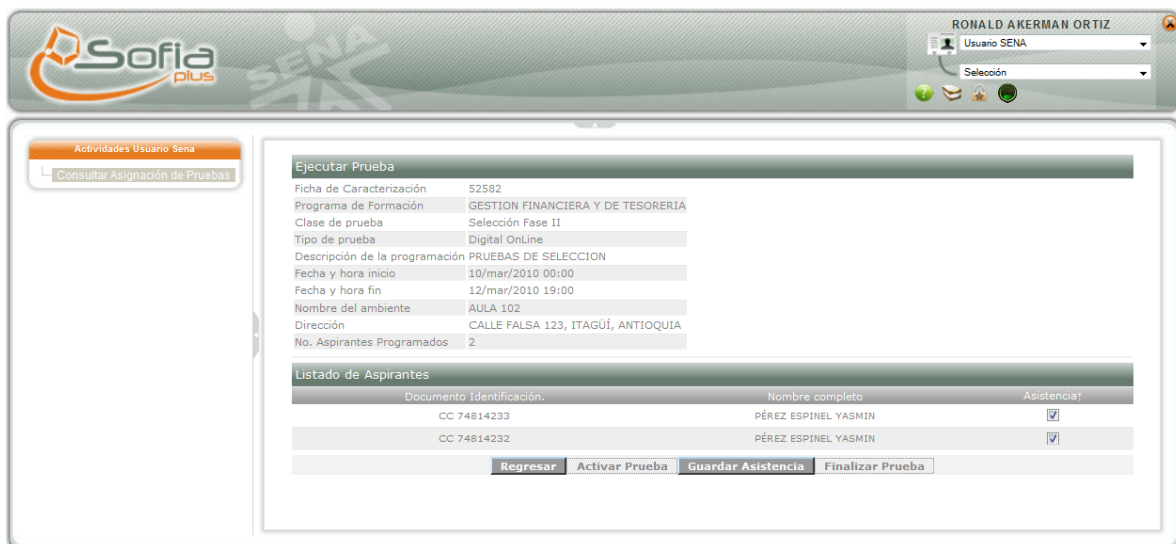 RONALD AKERMAN ORTIZ
Usuario SENA
Selección
Sofia
plus
SENA
Actividades Usuario Sena
Consultar Asignación de Pruebas
Ejecutar Prueba
Ficha de Caracterización 52582
Programa de Formación GESTION FINANCIERA Y DE TESORERIA
Clase de prueba Selección Fase II
Tipo de prueba Digital OnLine
Descripción de la programación PRUEBAS DE SELECCION
Fecha y hora inicio 10/mar/2010 00:00
Fecha y hora fin 12/mar/2010 19:00
Nombre del ambiente AULA 102
Dirección CALLE FALSA 123, ITAGÜÍ, ANTIOQUIA
No. Aspirantes Programados 2
Listado de Aspirantes
Documento Identificación. Nombre completo Asistencia↑
CC 74814233 PÉREZ ESPINEL YASMIN
CC 74814232 PÉREZ ESPINEL YASMIN
Regresar Activar Prueba Guardar Asistencia Finalizar Prueba